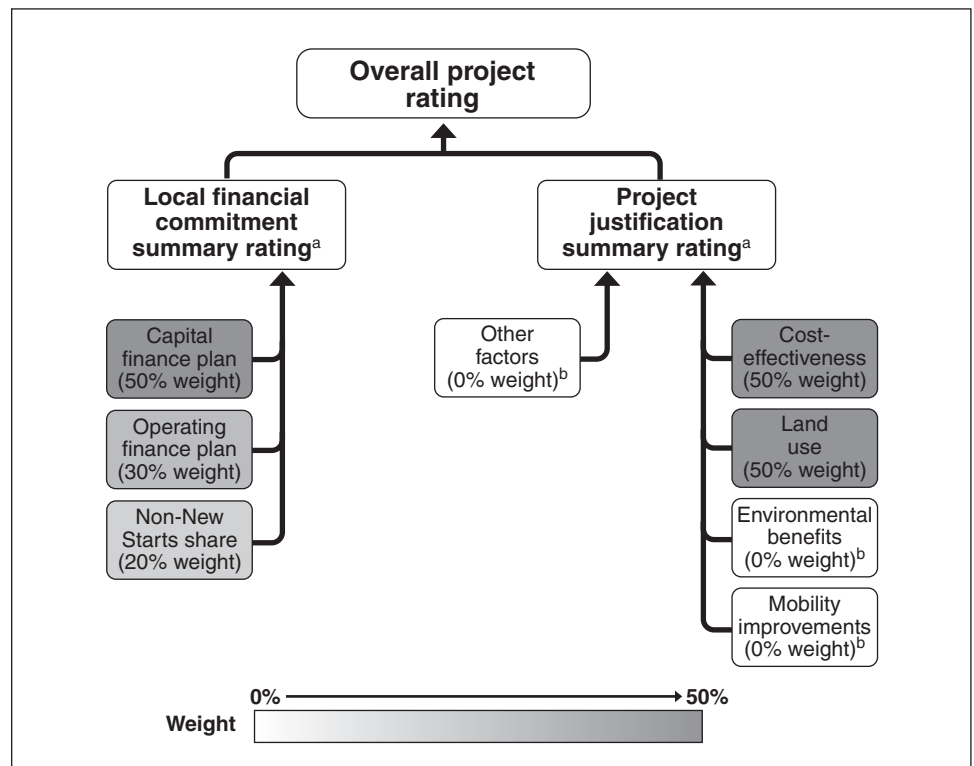 Overall project
rating
Local financial
commitment
summary rating^a
Project
justification
summary rating^a
Capital
finance plan
(50% weight)
Operating
finance plan
(30% weight)
Non-New
Starts share
(20% weight)
Other
factors
(0% weight)^b
Cost-
effectiveness
(50% weight)
Land
use
(50% weight)
Environmental
benefits
(0% weight)^b
Mobility
improvements
(0% weight)^b
0% 50%
Weight